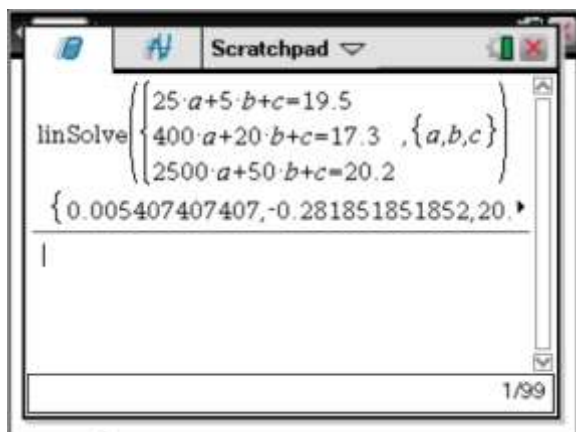 Scratchpad
25·a+5·b+c=19.5
linSolve 400·a+20·b+c=17.3 ,{a,b,c}
2500·a+50·b+c=20.2
{0.005407407407,-0.281851851852,20.
1/99